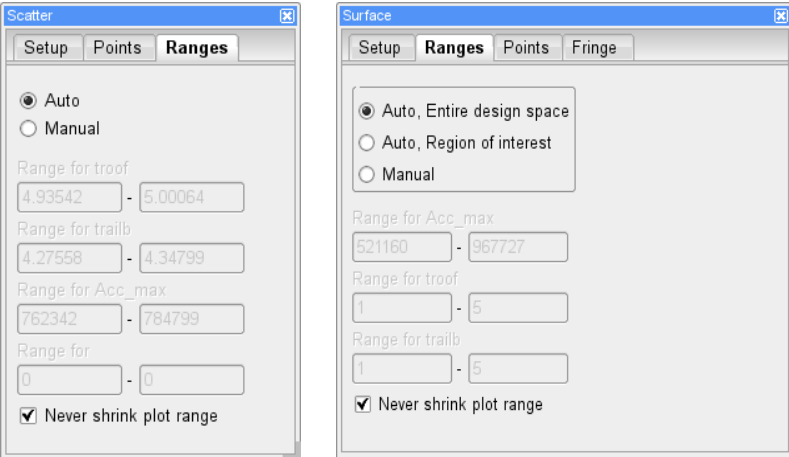 Scatter
Setup Points Ranges
Auto
Manual
Range for troof
4.93542 - 5.00064
Range for trailb
4.27558 - 4.34799
Range for Acc_max
762342 - 784799
Range for
0 - 0
Never shrink plot range
Surface
Setup Ranges Points Fringe
Auto, Entire design space
Auto, Region of interest
Manual
Range for Acc_max
521160 - 967727
Range for troof
1 - 5
Range for trailb
1 - 5
Never shrink plot range